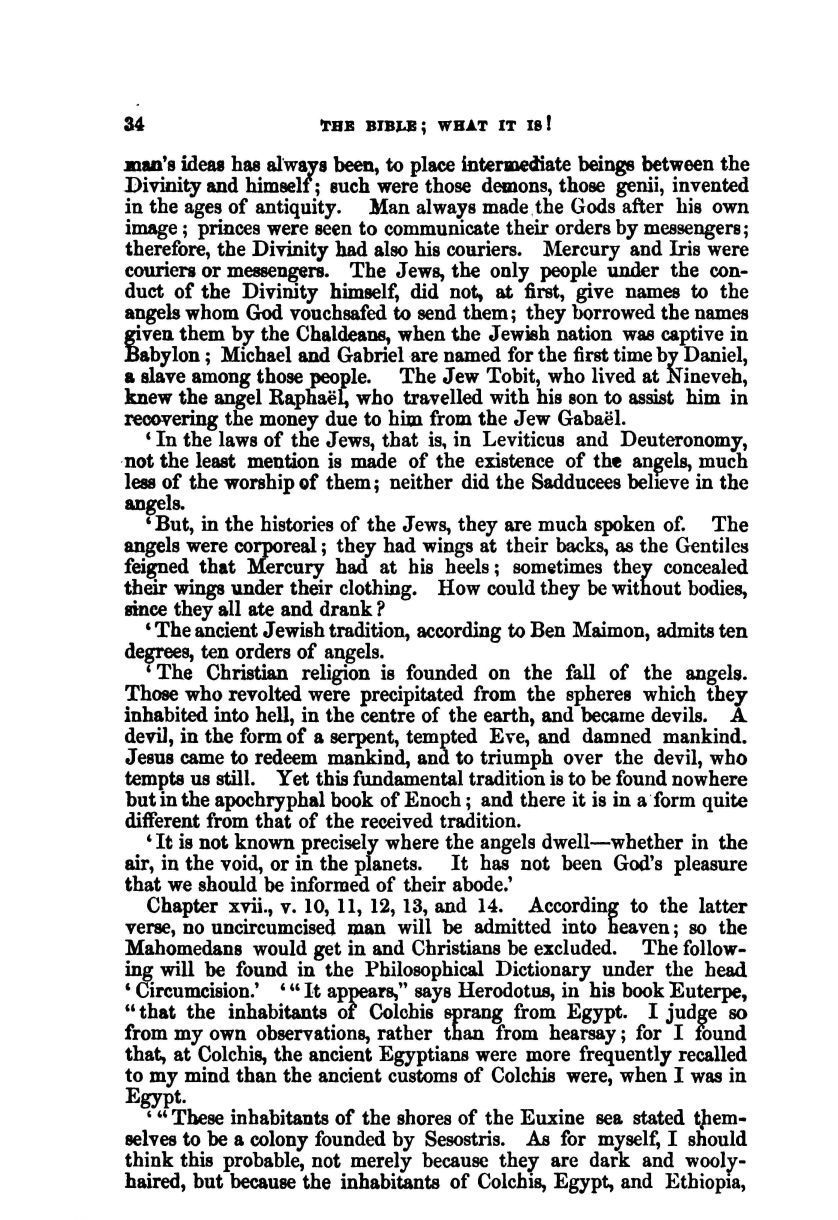 34 THE BIBLE; WHAT IT IS!
man's ideas has always been, to place intermediate beings between the
Divinity and himself; such were those demons, those genii, invented
in the ages of antiquity. Man always made the Gods after his own
image; princes were seen to communicate their orders by messengers;
therefore, the Divinity had also his couriers. Mercury and Iris were
couriers or messengers. The Jews, the only people under the con-
duct of the Divinity himself, did not, at first, give names to the
angels whom God vouchsafed to send them; they borrowed the names
given them by the Chaldeans, when the Jewish nation was captive in
Babylon; Michael and Gabriel are named for the first time by Daniel,
a slave among those people. The Jew Tobit, who lived at Nineveh,
knew the angel Raphaël, who travelled with his son to assist him in
recovering the money due to him from the Jew Gabaël.
‘In the laws of the Jews, that is, in Leviticus and Deuteronomy,
not the least mention is made of the existence of the angels, much
less of the worship of them; neither did the Sadducees believe in the
angels.
‘But, in the histories of the Jews, they are much spoken of. The
angels were corporeal; they had wings at their backs, as the Gentiles
feigned that Mercury had at his heels; sometimes they concealed
their wings under their clothing. How could they be without bodies,
since they all ate and drank?
‘The ancient Jewish tradition, according to Ben Maimon, admits ten
degrees, ten orders of angels.
‘The Christian religion is founded on the fall of the angels.
Those who revolted were precipitated from the spheres which they
inhabited into hell, in the centre of the earth, and became devils. A
devil, in the form of a serpent, tempted Eve, and damned mankind.
Jesus came to redeem mankind, and to triumph over the devil, who
tempts us still. Yet this fundamental tradition is to be found nowhere
but in the apochryphal book of Enoch; and there it is in a form quite
different from that of the received tradition.
‘It is not known precisely where the angels dwell—whether in the
air, in the void, or in the planets. It has not been God's pleasure
that we should be informed of their abode.’
Chapter xvii., v. 10, 11, 12, 13, and 14. According to the latter
verse, no uncircumcised man will be admitted into heaven; so the
Mahomedans would get in and Christians be excluded. The follow-
ing will be found in the Philosophical Dictionary under the head
‘Circumcision.’ ‘“It appears,” says Herodotus, in his book Euterpe,
“that the inhabitants of Colchis sprang from Egypt. I judge so
from my own observations, rather than from hearsay; for I found
that, at Colchis, the ancient Egyptians were more frequently recalled
to my mind than the ancient customs of Colchis were, when I was in
Egypt.
‘“These inhabitants of the shores of the Euxine sea stated them-
selves to be a colony founded by Sesostris. As for myself, I should
think this probable, not merely because they are dark and wooly-
haired, but because the inhabitants of Colchis, Egypt, and Ethiopia,